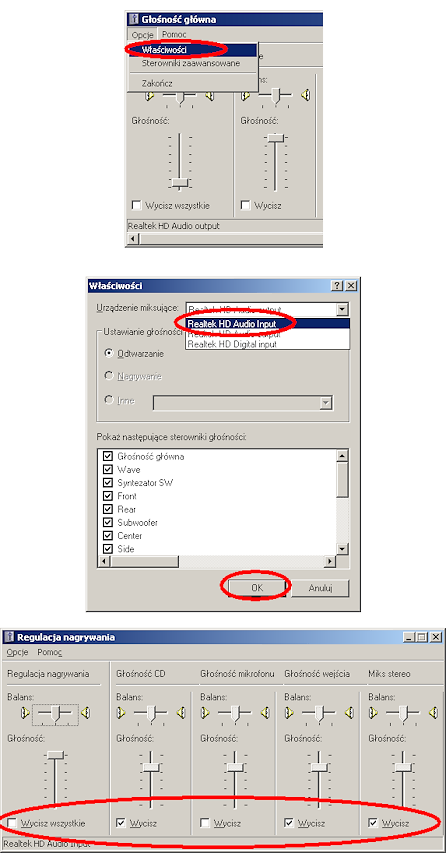 Głośność główna
Opcje Pomoc
Właściwości
Sterowniki zaawansowane
Zakończ
Głośność: Głośność:
Wycisz wszystkie Wycisz
Realtek HD Audio output
Właściwości
Urządzenie miksujące: Realtek HD Audio output
Realtek HD Audio Input
Realtek HD Audio output
Realtek HD Digital input
Ustawianie głośności
Odtwarzanie
Nagrywanie
Inne
Pokaż następujące sterowniki głośności:
Głośność główna
Wave
Syntezator SW
Front
Rear
Subwoofer
Center
Side
OK Anuluj
Regulacja nagrywania
Opcje Pomoc
Regulacja nagrywania Głośność CD Głośność mikrofonu Głośność wejścia Miks stereo
Balans: Balans: Balans: Balans: Balans:
Głośność: Głośność: Głośność: Głośność: Głośność:
Wycisz wszystkie Wycisz Wycisz Wycisz Wycisz
Realtek HD Audio Input